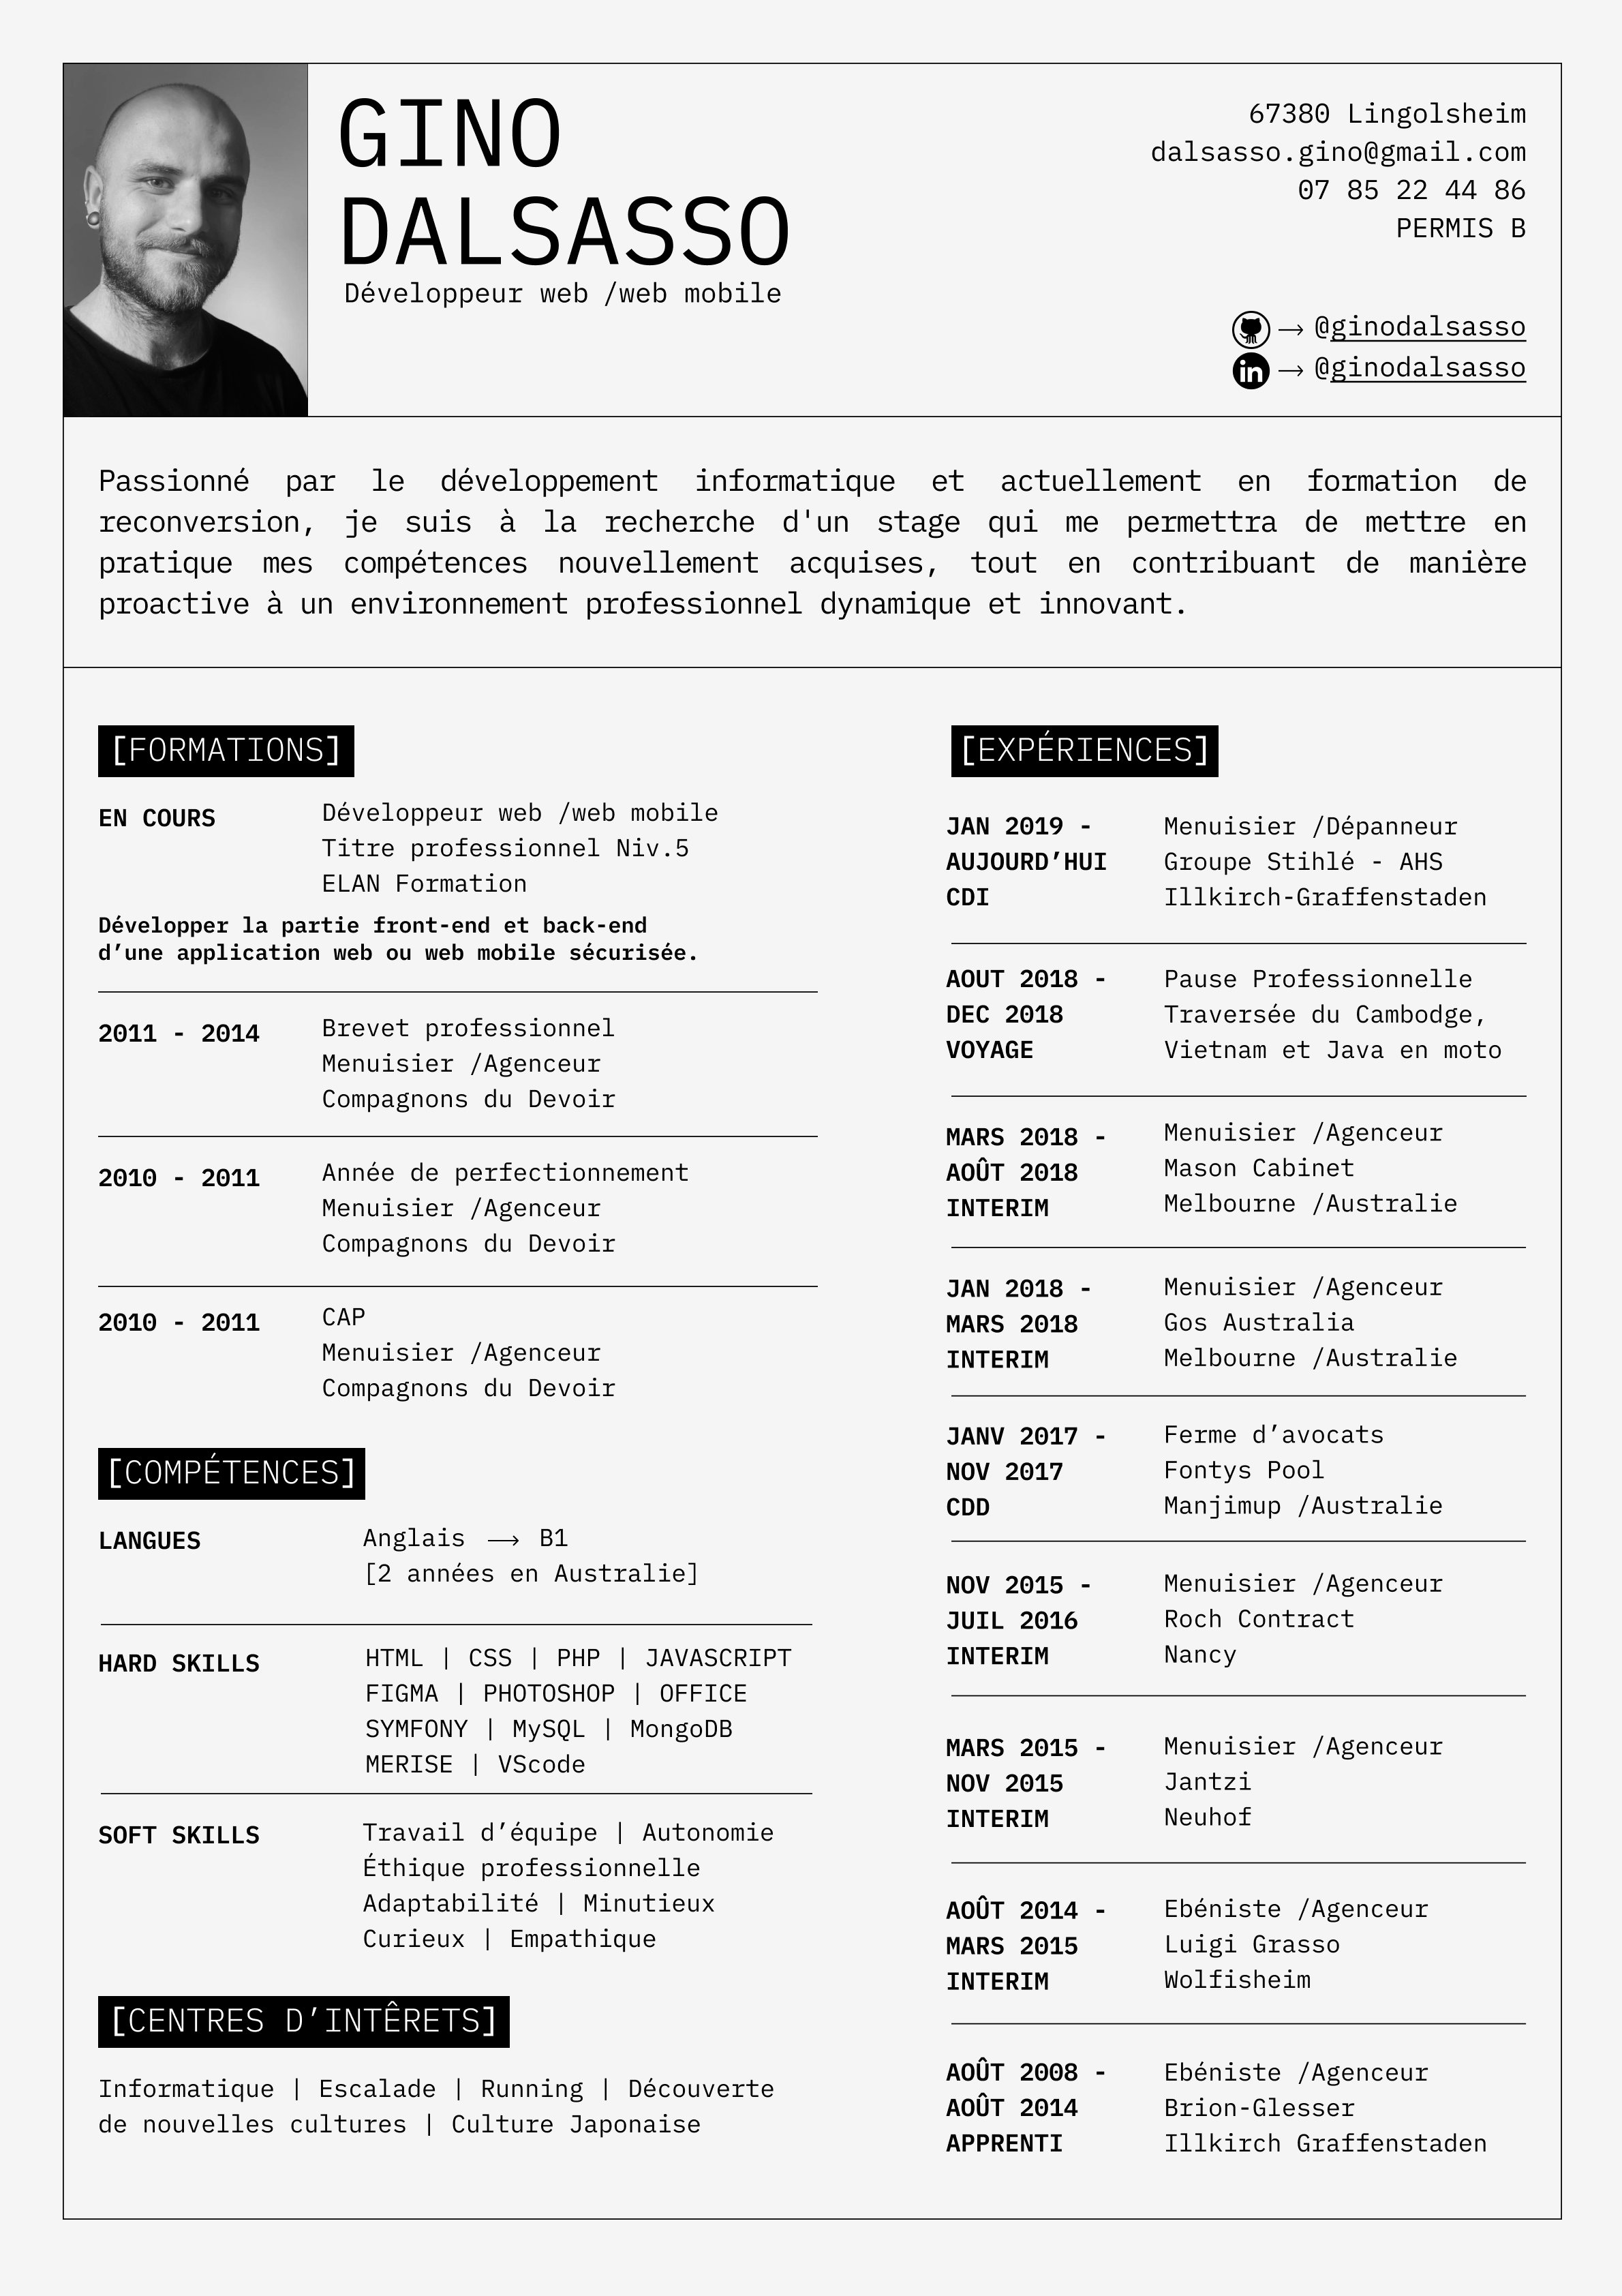 GINO
DALSASSO
Développeur web /web mobile
67380 Lingolsheim
dalsasso.gino@gmail.com
07 85 22 44 86
PERMIS B
@ginodalsasso
in → @ginodalsasso
Passionné par le développement informatique et actuellement en formation de
reconversion, je suis à la recherche d'un stage qui me permettra de mettre en
pratique mes compétences nouvellement acquises, tout en contribuant de manière
proactive à un environnement professionnel dynamique et innovant.
[FORMATIONS]
EN COURS Développeur web /web mobile
Titre professionnel Niv.5
ELAN Formation
Développer la partie front-end et back-end
d’une application web ou web mobile sécurisée.
2011 - 2014 Brevet professionnel
Menuisier /Agenceur
Compagnons du Devoir
2010 - 2011 Année de perfectionnement
Menuisier /Agenceur
Compagnons du Devoir
2010 - 2011 CAP
Menuisier /Agenceur
Compagnons du Devoir
[COMPÉTENCES]
LANGUES Anglais → B1
[2 années en Australie]
HARD SKILLS HTML | CSS | PHP | JAVASCRIPT
FIGMA | PHOTOSHOP | OFFICE
SYMFONY | MySQL | MongoDB
MERISE | VScode
SOFT SKILLS Travail d’équipe | Autonomie
Éthique professionnelle
Adaptabilité | Minutieux
Curieux | Empathique
[CENTRES D’INTÊRETS]
Informatique | Escalade | Running | Découverte
de nouvelles cultures | Culture Japonaise
[EXPÉRIENCES]
JAN 2019 - Menuisier /Dépanneur
AUJOURD’HUI Groupe Stihlé - AHS
CDI Illkirch-Graffenstaden
AOUT 2018 - Pause Professionnelle
DEC 2018 Traversée du Cambodge,
VOYAGE Vietnam et Java en moto
MARS 2018 - Menuisier /Agenceur
AOÛT 2018 Mason Cabinet
INTERIM Melbourne /Australie
JAN 2018 - Menuisier /Agenceur
MARS 2018 Gos Australia
INTERIM Melbourne /Australie
JANV 2017 - Ferme d’avocats
NOV 2017 Fontys Pool
CDD Manjimup /Australie
NOV 2015 - Menuisier /Agenceur
JUIL 2016 Roch Contract
INTERIM Nancy
MARS 2015 - Menuisier /Agenceur
NOV 2015 Jantzi
INTERIM Neuhof
AOÛT 2014 - Ebéniste /Agenceur
MARS 2015 Luigi Grasso
INTERIM Wolfisheim
AOÛT 2008 - Ebéniste /Agenceur
AOÛT 2014 Brion-Glesser
APPRENTI Illkirch Graffenstaden